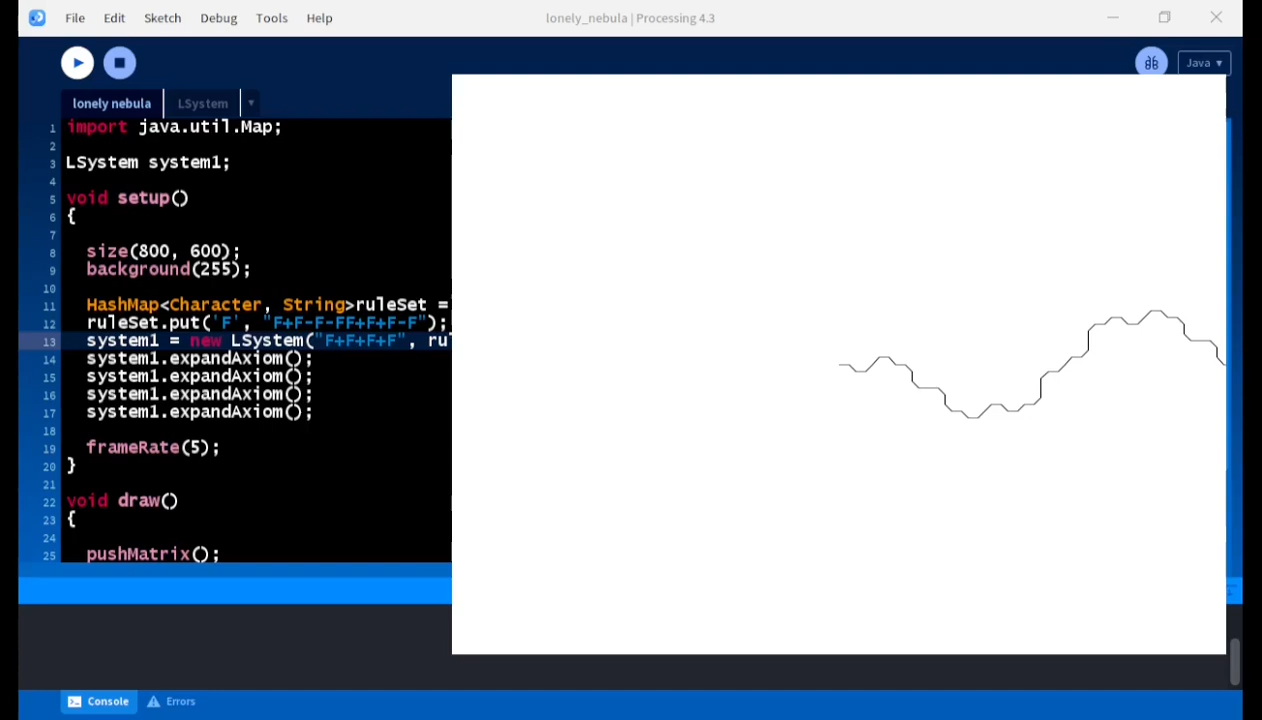 File Edit Sketch Debug Tools Help lonely_nebula | Processing 4.3
Java ▾
lonely nebula LSystem ▾
1 import java.util.Map;
2
3 LSystem system1;
4
5 void setup()
6 {
7
8 size(800, 600);
9 background(255);
10
11 HashMap<Character, String>ruleSet =
12 ruleSet.put('F', "F+F-F-FF+F+F-F");
13 system1 = new LSystem("F+F+F+F", rul
14 system1.expandAxiom();
15 system1.expandAxiom();
16 system1.expandAxiom();
17 system1.expandAxiom();
18
19 frameRate(5);
20 }
21
22 void draw()
23 {
24
25 pushMatrix();
Console Errors